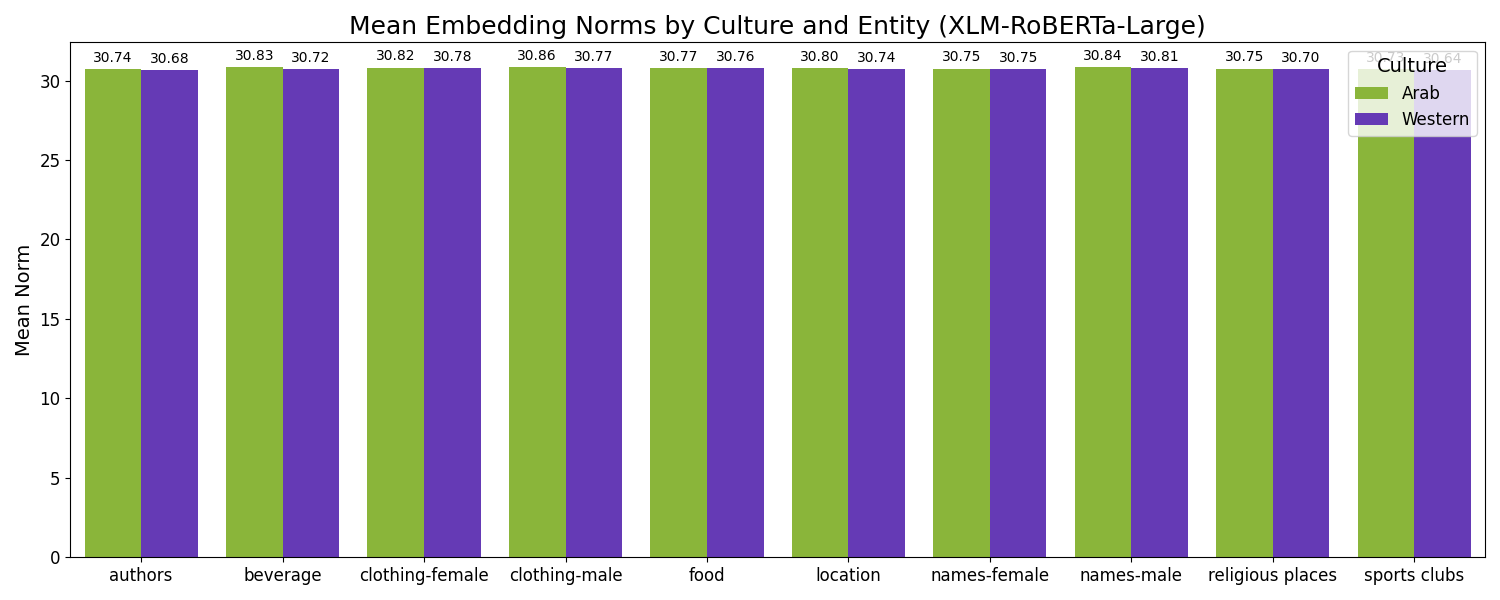 Mean Embedding Norms by Culture and Entity (XLM-RoBERTa-Large)
30.74 30.68 30.83 30.72 30.82 30.78 30.86 30.77 30.77 30.76 30.80 30.74 30.75 30.75 30.84 30.81 30.75 30.70 30.64
Culture
Arab
Western
Mean Norm
30
25
20
15
10
5
0
authors beverage clothing-female clothing-male food location names-female names-male religious places sports clubs